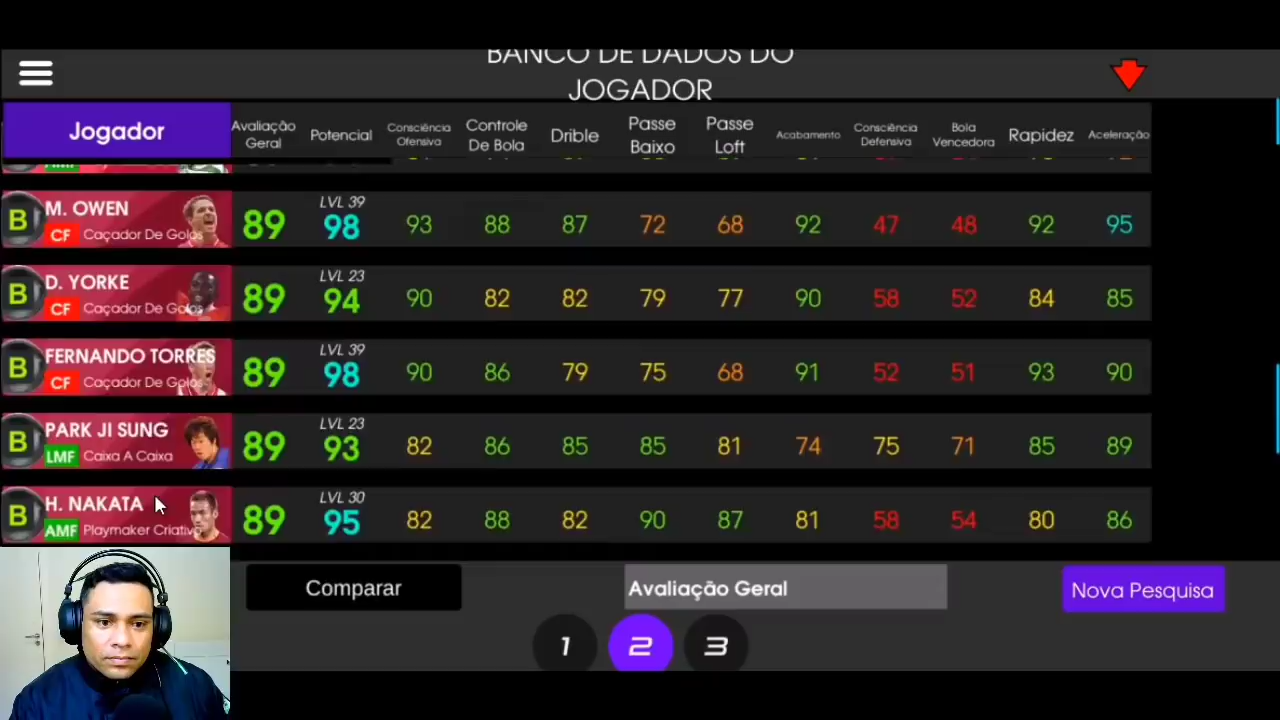 BANCO DE DADOS DO
JOGADOR
Jogador
Avaliação Geral
Potencial
Consciência Ofensiva
Controle De Bola
Drible
Passe Baixo
Passe Loft
Acabamento
Consciência Defensiva
Bola Vencedora
Rapidez
Aceleração
AMF
B M. OWEN CF Caçador De Golos 89 LVL 39 98 93 88 87 72 68 92 47 48 92 95
B D. YORKE CF Caçador De Golos 89 LVL 23 94 90 82 82 79 77 90 58 52 84 85
B FERNANDO TORRES CF Caçador De Golos 89 LVL 39 98 90 86 79 75 68 91 52 51 93 90
B PARK JI SUNG LMF Caixa A Caixa 89 LVL 23 93 82 86 85 85 81 74 75 71 85 89
B H. NAKATA AMF Playmaker Criativo 89 LVL 30 95 82 88 82 90 87 81 58 54 80 86
Comparar
Avaliação Geral
Nova Pesquisa
1 2 3